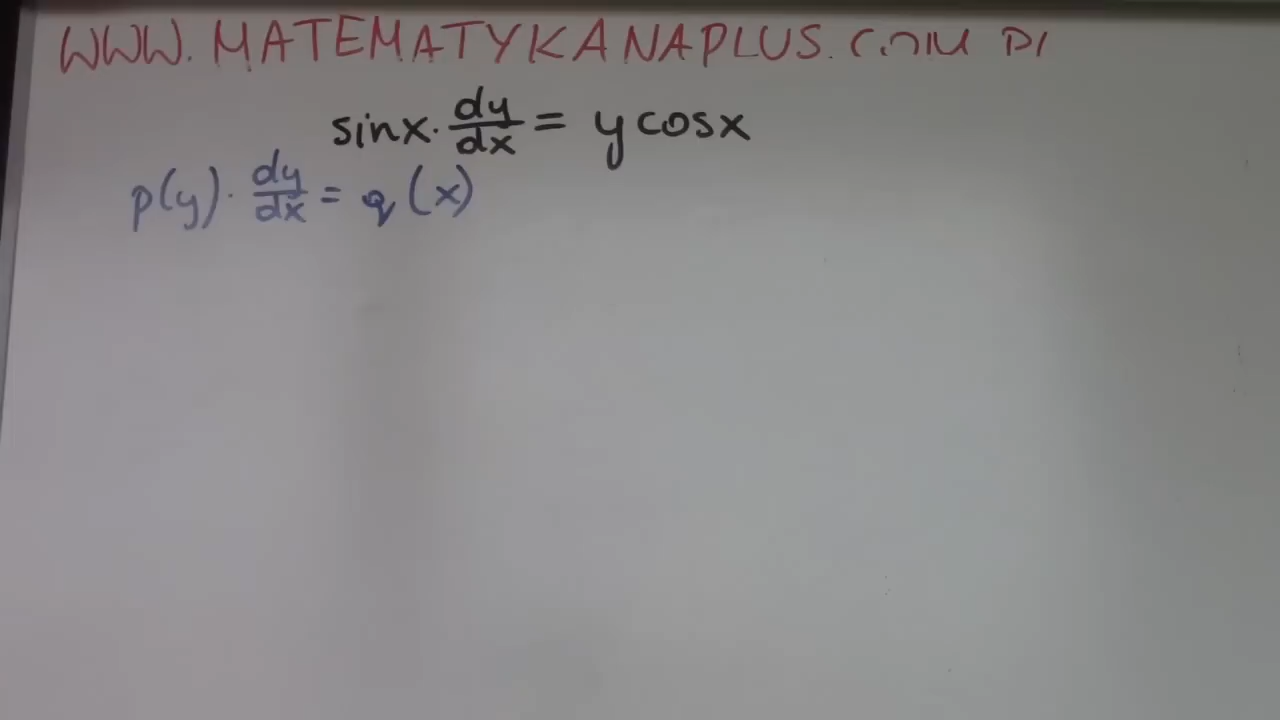 WWW.MATEMATYKANAPLUS.COM.PL
sinx · dy/dx = y cosx
p(y) · dy/dx = q(x)